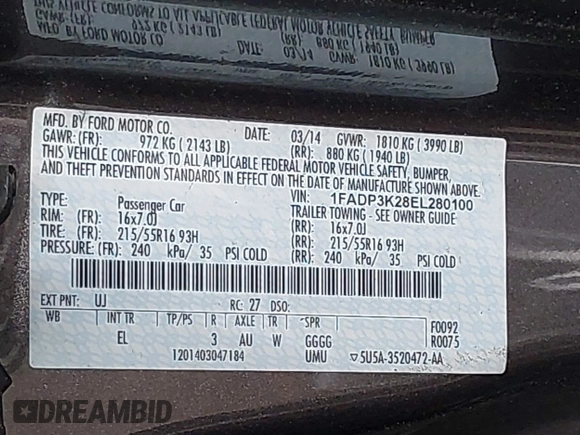 MFD. BY FORD MOTOR CO. DATE: 03/14 GVWR: 1810 KG ( 3990 LB)
GAWR: (FR): 972 KG ( 2143 LB) (RR): 880 KG ( 1940 LB)
THIS VEHICLE CONFORMS TO ALL APPLICABLE FEDERAL MOTOR VEHICLE SAFETY, BUMPER,
AND THEFT PREVENTION STANDARDS IN EFFECT ON THE DATE OF MANUFACTURE SHOWN ABOVE.
VIN: 1FADP3K28EL280100
TYPE: Passenger Car TRAILER TOWING - SEE OWNER GUIDE
RIM: (FR): 16x7.0J (RR): 16x7.0J
TIRE: (FR): 215/55R16 93H (RR): 215/55R16 93H
PRESSURE: (FR): 240 kPa/ 35 PSI COLD (RR): 240 kPa/ 35 PSI COLD
EXT PNT: UJ RC: 27 DSO:
WB INT TR TP/PS R AXLE TR SPR F0092
EL 3 AU W GGGG R0075
1201403047184 UMU ▽5U5A-3520472-AA
DREAMBID